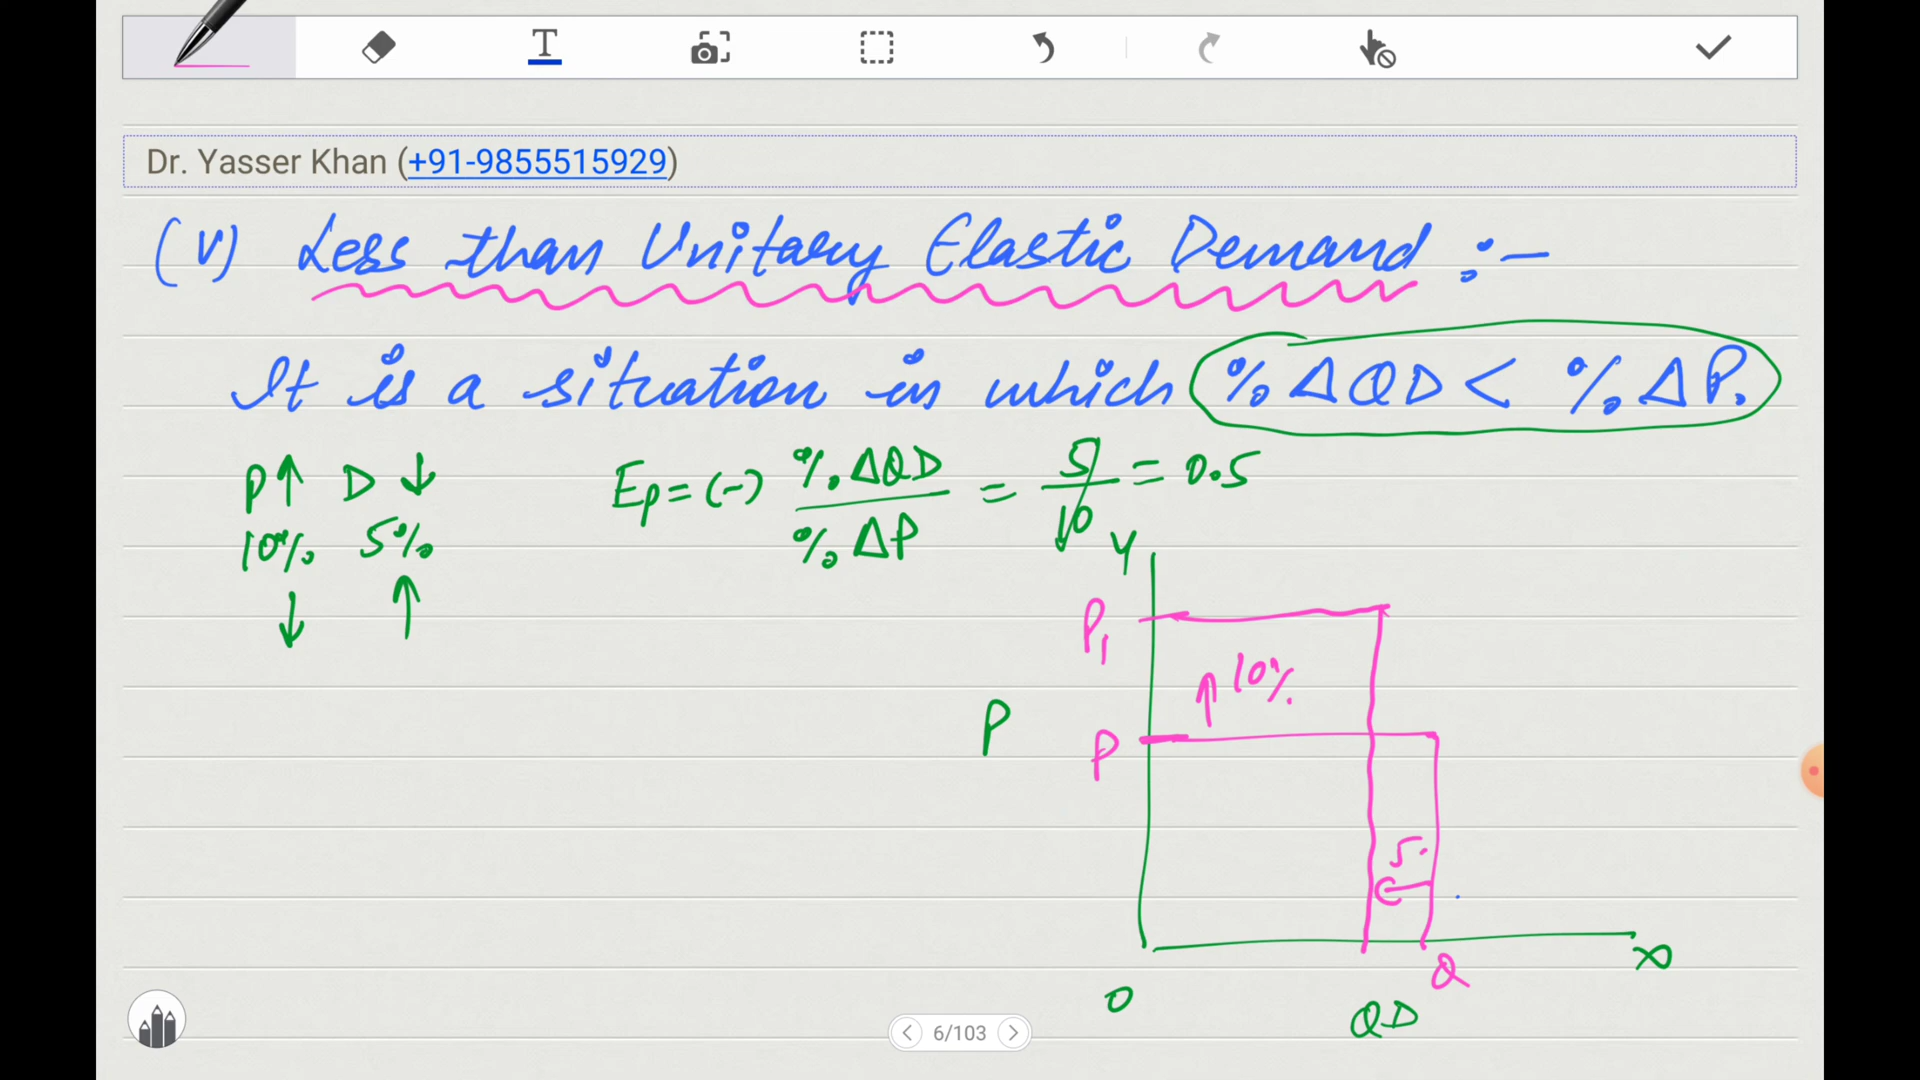 T
Dr. Yasser Khan (+91-9855515929)
(V) Less than Unitary Elastic Demand :-
It is a situation in which %ΔQD < %ΔP.
P↑ D↓
10% 5%
↓ ↑
Ep = (-) %ΔQD / %ΔP = 5/10 = 0.5
Y
P1
10%
P
P
5.
X
Q
O
QD
6/103